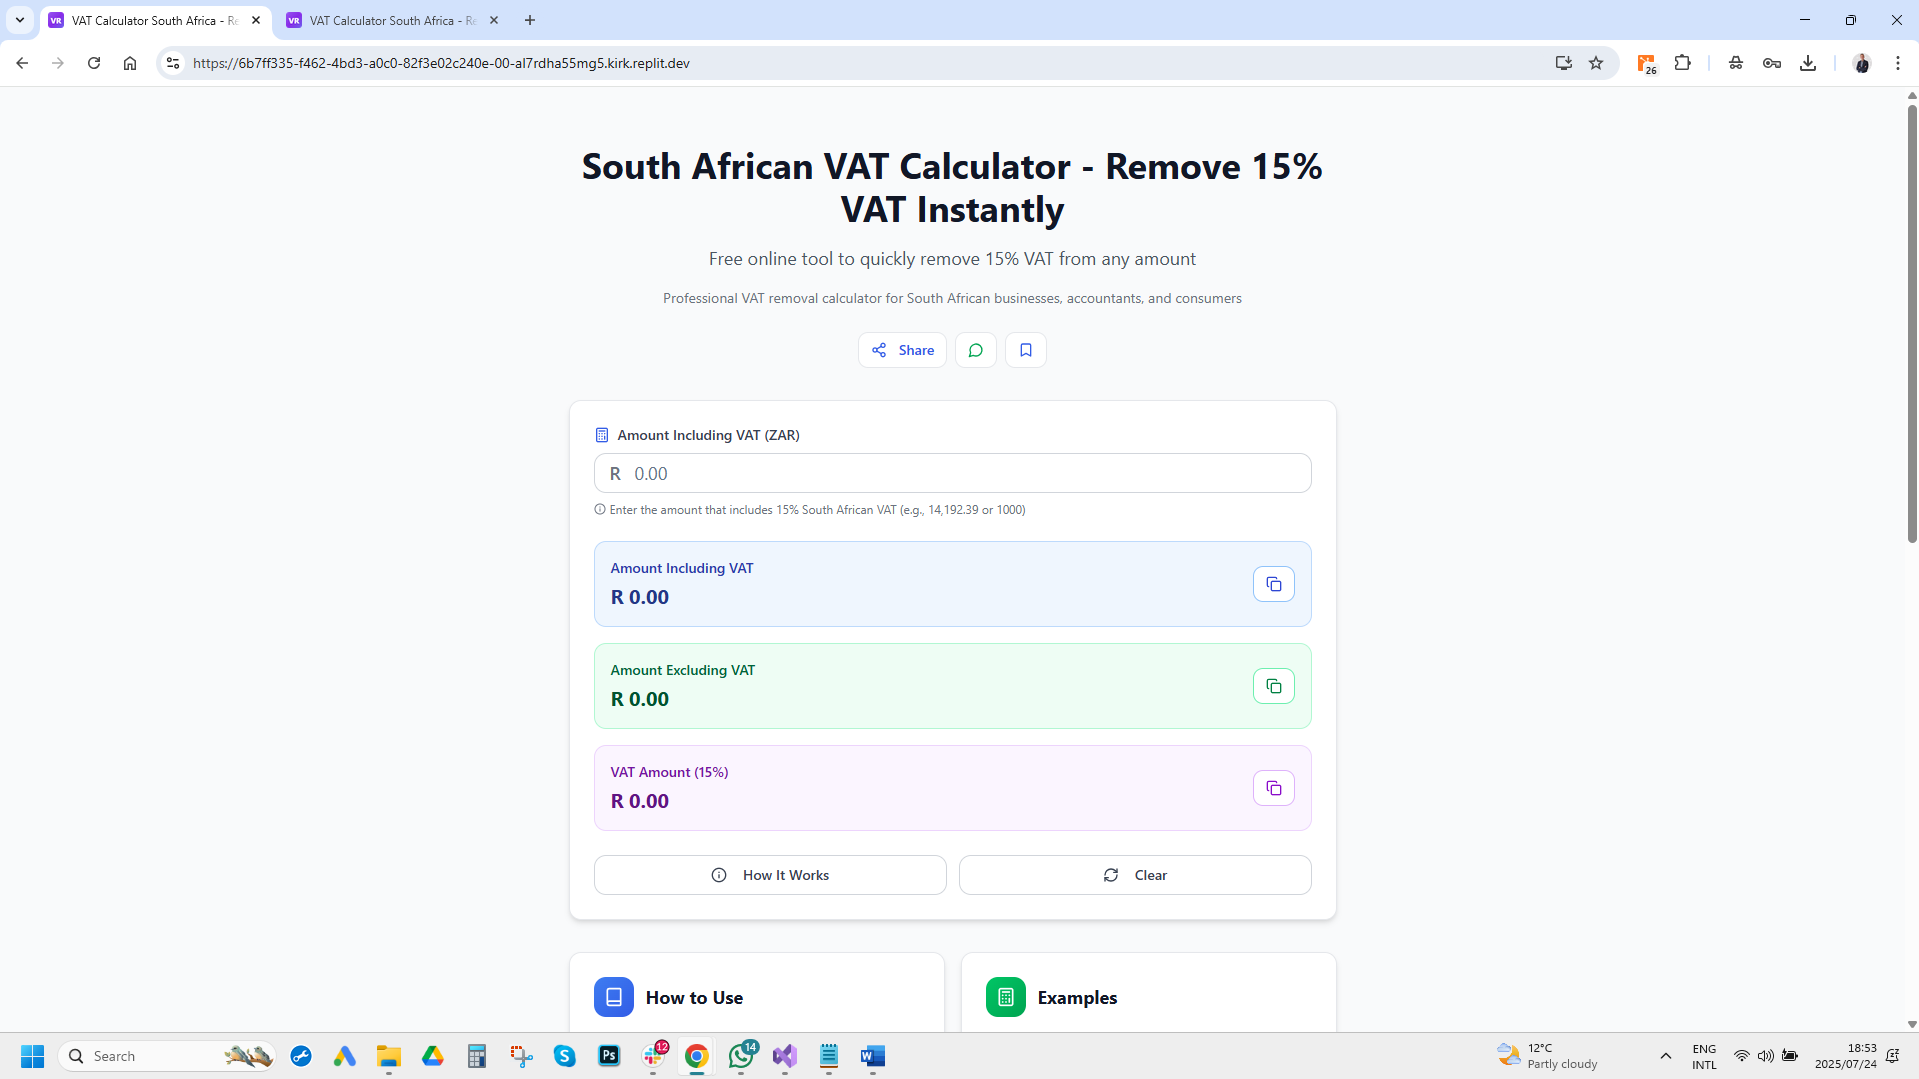 VR VAT Calculator South Africa - Re
VR VAT Calculator South Africa - Re
https://6b7ff335-f462-4bd3-a0c0-82f3e02c240e-00-al7rdha55mg5.kirk.replit.dev
26
South African VAT Calculator - Remove 15%
VAT Instantly
Free online tool to quickly remove 15% VAT from any amount
Professional VAT removal calculator for South African businesses, accountants, and consumers
Share
Amount Including VAT (ZAR)
R 0.00
Enter the amount that includes 15% South African VAT (e.g., 14,192.39 or 1000)
Amount Including VAT
R 0.00
Amount Excluding VAT
R 0.00
VAT Amount (15%)
R 0.00
How It Works
Clear
How to Use
Examples
Search
S
Ps
12
14
W
12°C
Partly cloudy
ENG
INTL
18:53
2025/07/24